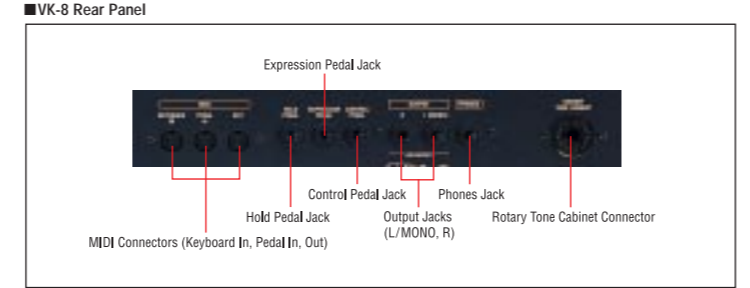 ■VK-8 Rear Panel
Expression Pedal Jack
Control Pedal Jack
Phones Jack
Hold Pedal Jack
Output Jacks
(L/MONO, R)
Rotary Tone Cabinet Connector
MIDI Connectors (Keyboard In, Pedal In, Out)